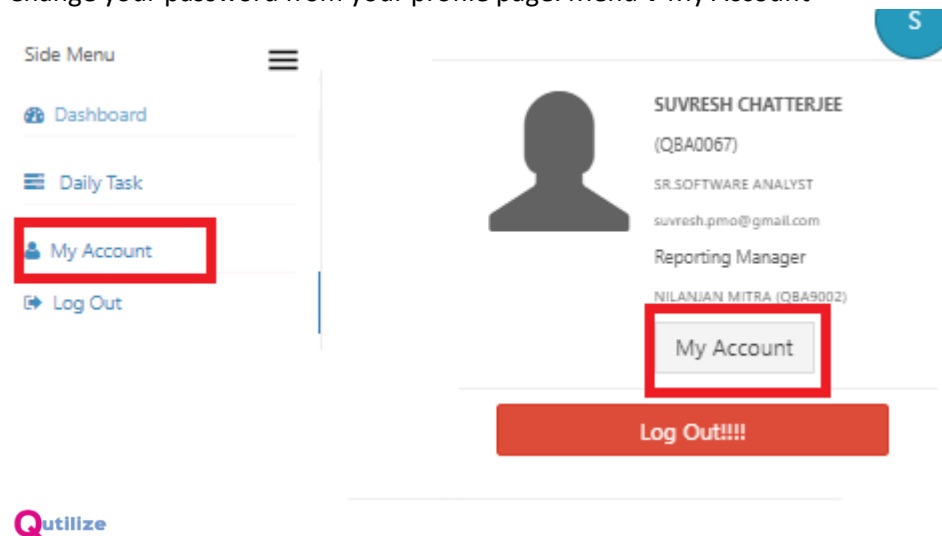 change your password from your profile page. Menu
My Account
S
Side Menu
Dashboard
Daily Task
My Account
Log Out
SUVRESH CHATTERJEE
(QBA0067)
SR.SOFTWARE ANALYST
suvresh.pmo@gmail.com
Reporting Manager
NILANJAN MITRA (QBA9002)
My Account
Log Out!!!!
Qutilize